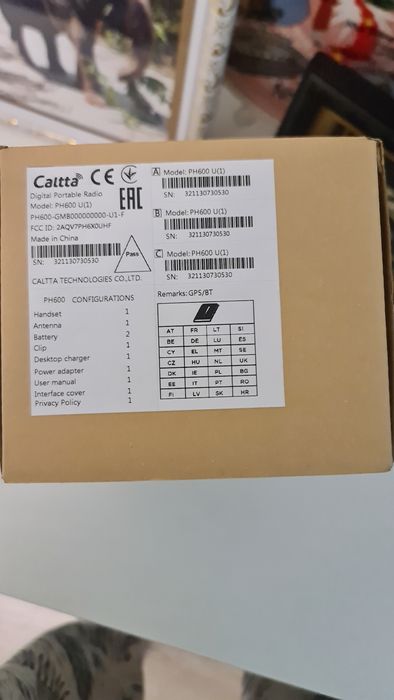 Caltta CE EAC
Digital Portable Radio
Model: PH600 U(1)
PH600-GMB000000000-U1-F
FCC ID: 2AQV7PH6X0UHF
Made in China
SN: 321130730530
Pass
CALTTA TECHNOLOGIES CO.,LTD.
A Model: PH600 U(1)
SN: 321130730530
B Model: PH600 U(1)
SN: 321130730530
C Model: PH600 U(1)
SN: 321130730530
PH600 CONFIGURATIONS
Handset 1
Antenna 1
Battery 2
Clip 1
Desktop charger 1
Power adapter 1
User manual 1
Interface cover 1
Privacy Policy 1
Remarks: GPS/BT
AT FR LT SI
BE DE LU ES
CY EL MT SE
CZ HU NL UK
DK IE PL BG
EE IT PT RO
FI LV SK HR